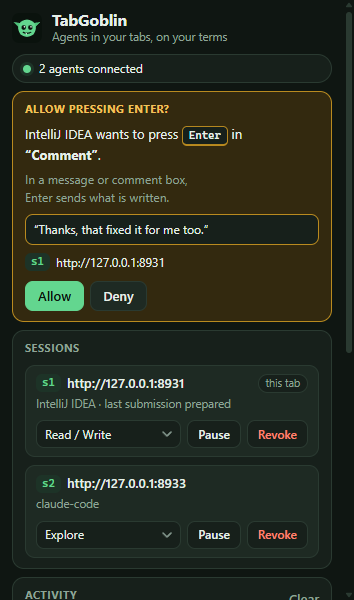 TabGoblin
Agents in your tabs, on your terms
2 agents connected
ALLOW PRESSING ENTER?
IntelliJ IDEA wants to press Enter in
“Comment”.
In a message or comment box,
Enter sends what is written.
“Thanks, that fixed it for me too.”
s1 http://127.0.0.1:8931
Allow Deny
SESSIONS
s1 http://127.0.0.1:8931 this tab
IntelliJ IDEA · last submission prepared
Read / Write Pause Revoke
s2 http://127.0.0.1:8933
claude-code
Explore Pause Revoke
ACTIVITY Clear